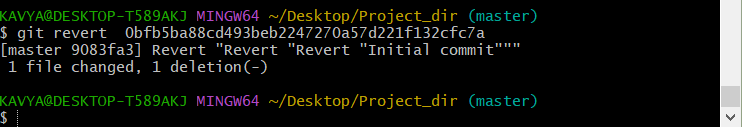 KAVYA@DESKTOP-T589AKJ MINGW64 ~/Desktop/Project_dir (master)
$ git revert  0bfb5ba88cd493beb2247270a57d221f132cfc7a
[master 9083fa3] Revert "Revert "Revert "Initial commit"""
 1 file changed, 1 deletion(-)
KAVYA@DESKTOP-T589AKJ MINGW64 ~/Desktop/Project_dir (master)
$